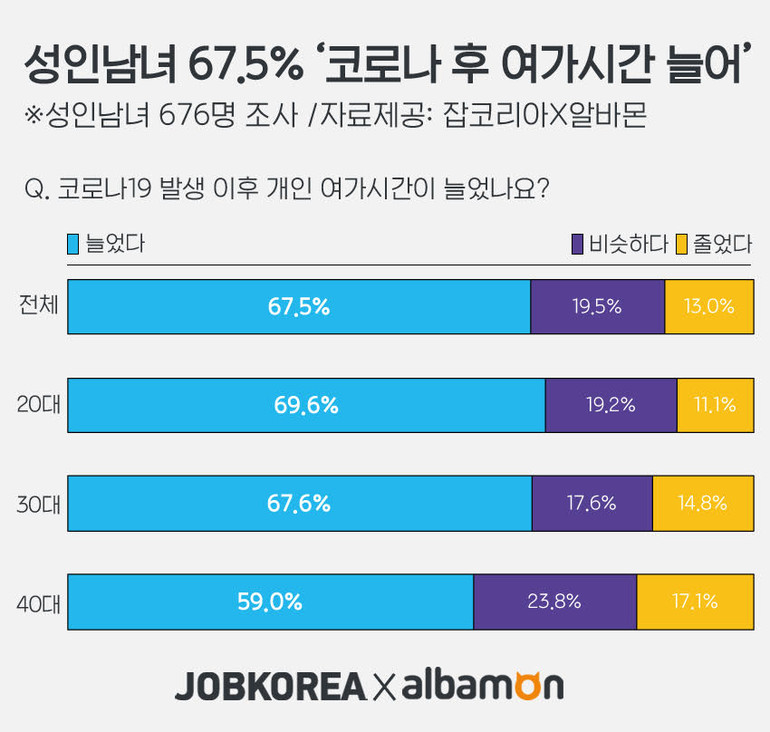 성인남녀 67.5% ‘코로나 후 여가시간 늘어’
※성인남녀 676명 조사 /자료제공: 잡코리아X알바몬
Q. 코로나19 발생 이후 개인 여가시간이 늘었나요?
늘었다 비슷하다 줄었다
전체 67.5% 19.5% 13.0%
20대 69.6% 19.2% 11.1%
30대 67.6% 17.6% 14.8%
40대 59.0% 23.8% 17.1%
JOBKOREA X albamon